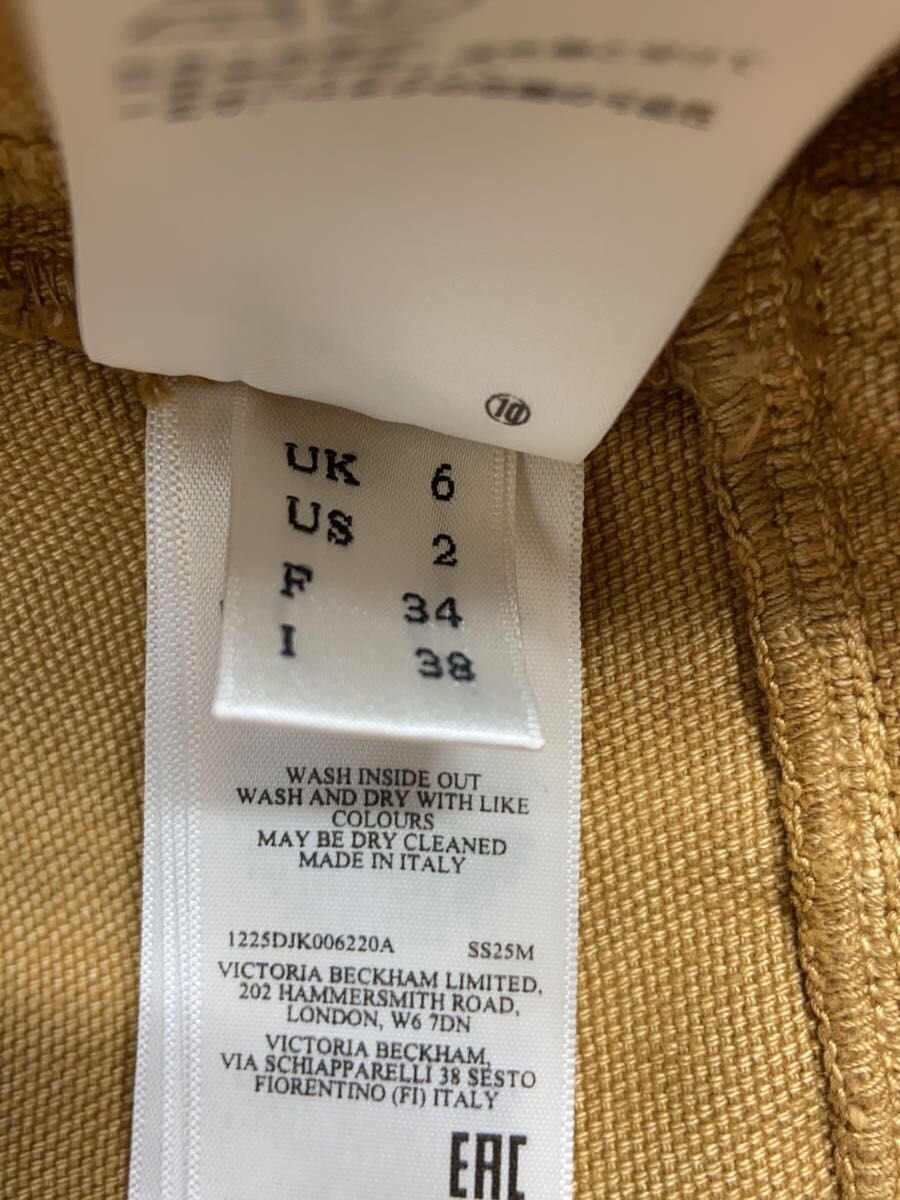 ⑩
UK 6
US 2
F 34
I 38
WASH INSIDE OUT
WASH AND DRY WITH LIKE
COLOURS
MAY BE DRY CLEANED
MADE IN ITALY
1225DJK006220A SS25M
VICTORIA BECKHAM LIMITED,
202 HAMMERSMITH ROAD,
LONDON, W6 7DN
VICTORIA BECKHAM,
VIA SCHIAPPARELLI 38 SESTO
FIORENTINO (FI) ITALY
EAC